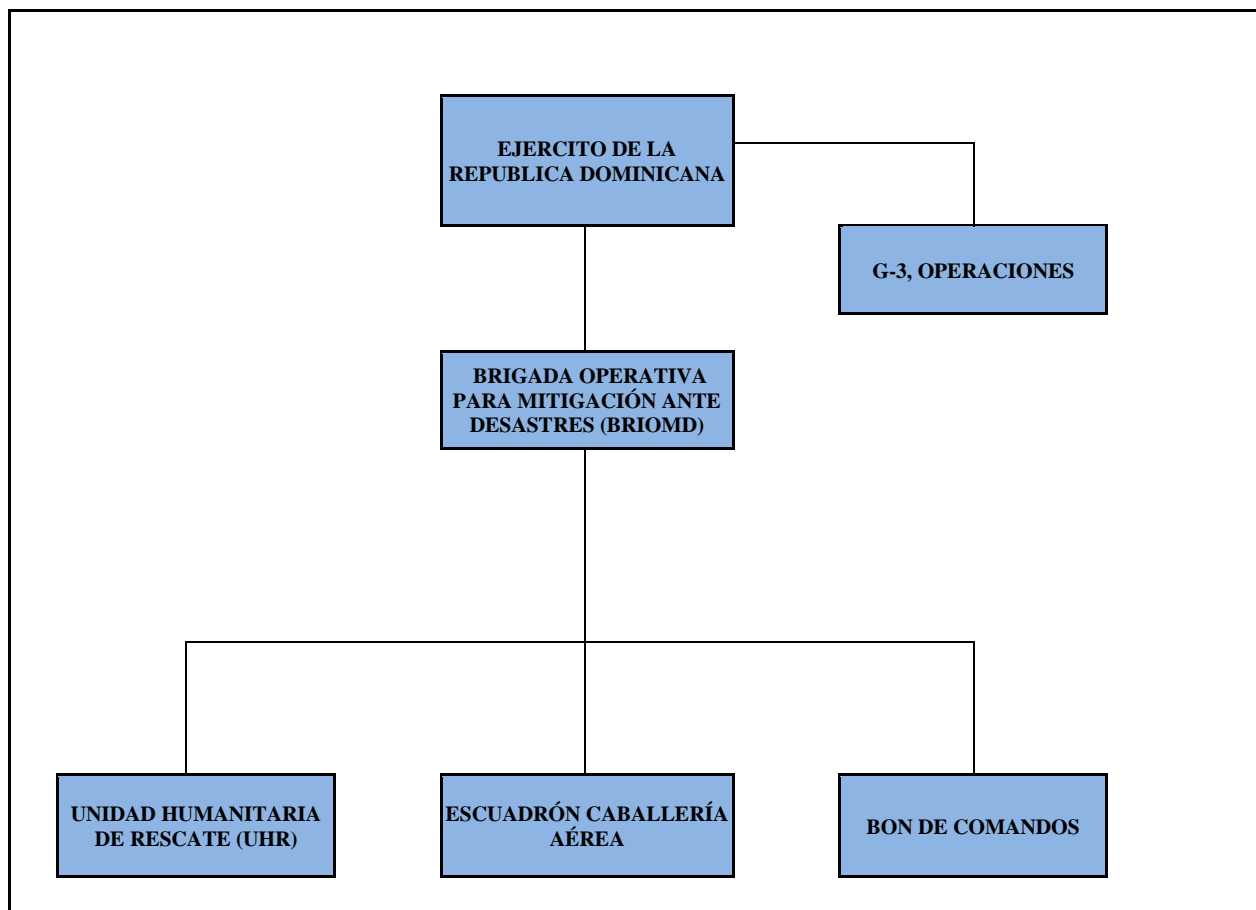 EJERCITO DE LA
REPUBLICA DOMINICANA
G-3, OPERACIONES
BRIGADA OPERATIVA
PARA MITIGACIÓN ANTE
DESASTRES (BRIOMD)
UNIDAD HUMANITARIA
DE RESCATE (UHR)
ESCUADRÓN CABALLERÍA
AÉREA
BON DE COMANDOS